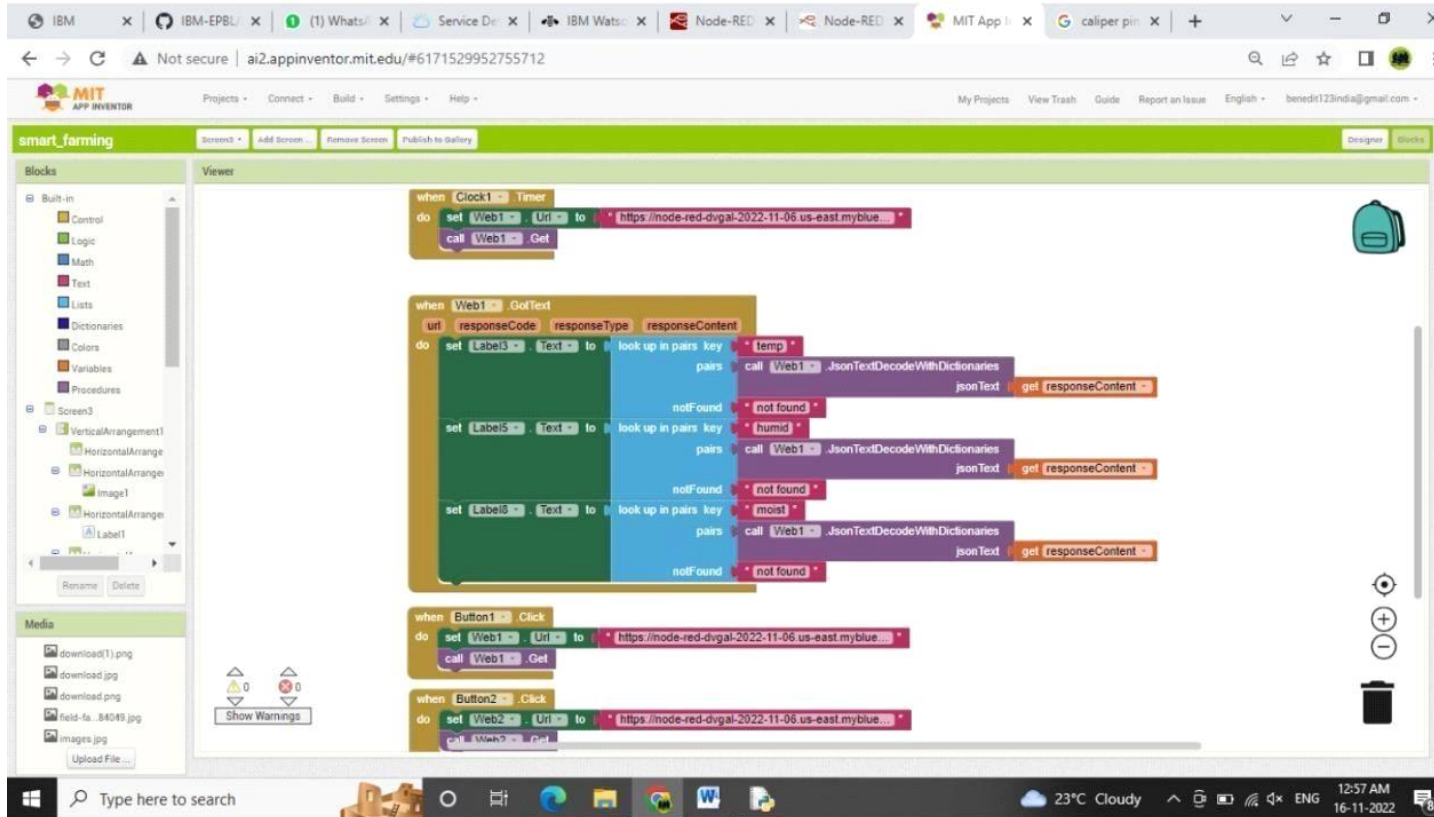 IBM
IBM-EPBL/
(1) WhatsA
Service De
IBM Watso
Node-RED
Node-RED
MIT App I
caliper pin
Not secure | ai2.appinventor.mit.edu/#6171529952755712
MIT
APP INVENTOR
Projects
Connect
Build
Settings
Help
My Projects
View Trash
Guide
Report an Issue
English
benedit123india@gmail.com
smart_farming
Screen3
Add Screen ...
Remove Screen
Publish to Gallery
Designer
Blocks
Blocks
Viewer
Built-in
Control
Logic
Math
Text
Lists
Dictionaries
Colors
Variables
Procedures
Screen3
VerticalArrangement1
HorizontalArrange
HorizontalArranger
Image1
HorizontalArranger
Label1
Rename
Delete
Media
download(1).png
download.jpg
download.png
field-fa...84049.jpg
images.jpg
Upload File ...
when Clock1 .Timer
do set Web1 . Url to " https://node-red-dvgal-2022-11-06.us-east.myblue... "
call Web1 .Get
when Web1 .GotText
url responseCode responseType responseContent
do set Label3 . Text to look up in pairs key " temp "
pairs call Web1 .JsonTextDecodeWithDictionaries
jsonText get responseContent
notFound " not found "
set Label5 . Text to look up in pairs key " humid "
pairs call Web1 .JsonTextDecodeWithDictionaries
jsonText get responseContent
notFound " not found "
set Label8 . Text to look up in pairs key " moist "
pairs call Web1 .JsonTextDecodeWithDictionaries
jsonText get responseContent
notFound " not found "
when Button1 .Click
do set Web1 . Url to " https://node-red-dvgal-2022-11-06.us-east.myblue... "
call Web1 .Get
when Button2 .Click
do set Web2 . Url to " https://node-red-dvgal-2022-11-06.us-east.myblue... "
call Web2 .Get
0
0
Show Warnings
Type here to search
23°C Cloudy
ENG
12:57 AM
16-11-2022
8